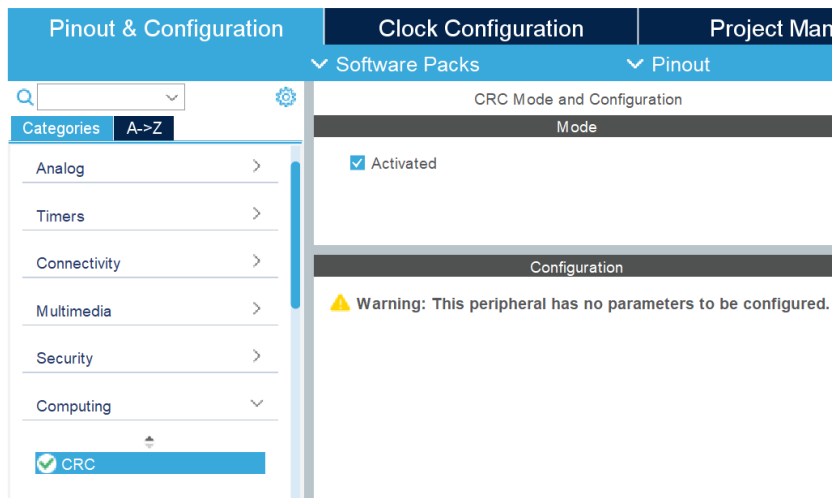 Pinout & Configuration
Clock Configuration
Project Man
Software Packs
Pinout
Categories
A->Z
Analog
Timers
Connectivity
Multimedia
Security
Computing
CRC
CRC Mode and Configuration
Mode
Activated
Configuration
Warning: This peripheral has no parameters to be configured.